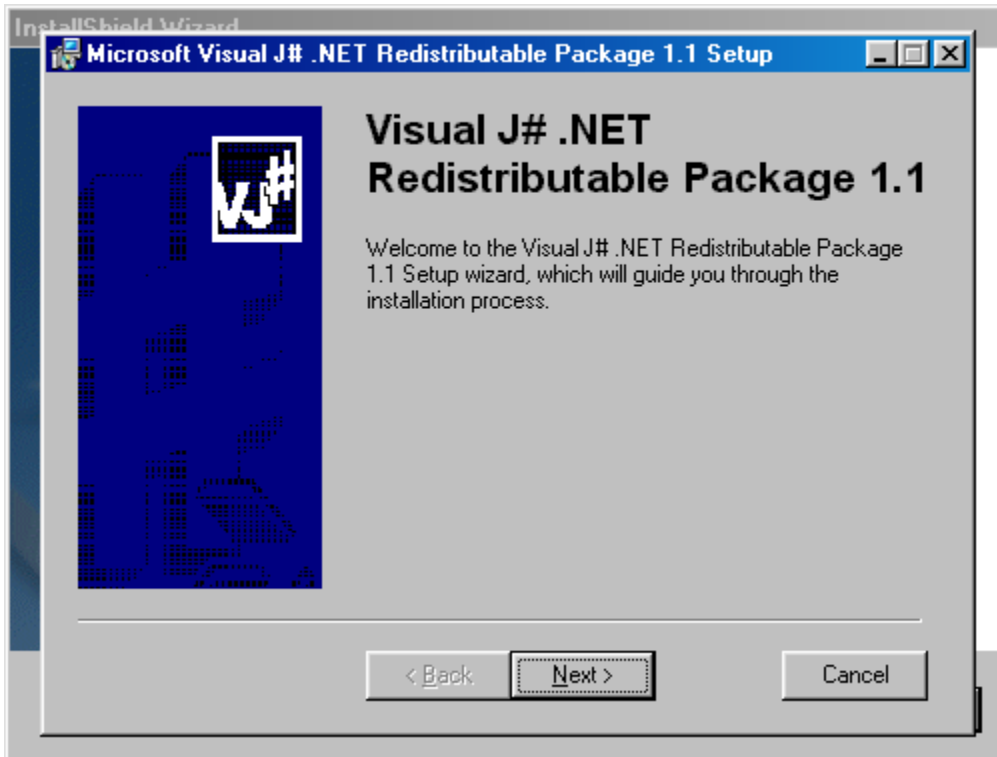 InstallShield Wizard
Microsoft Visual J# .NET Redistributable Package 1.1 Setup
VJ#
Visual J# .NET
Redistributable Package 1.1
Welcome to the Visual J# .NET Redistributable Package
1.1 Setup wizard, which will guide you through the
installation process.
< Back Next > Cancel